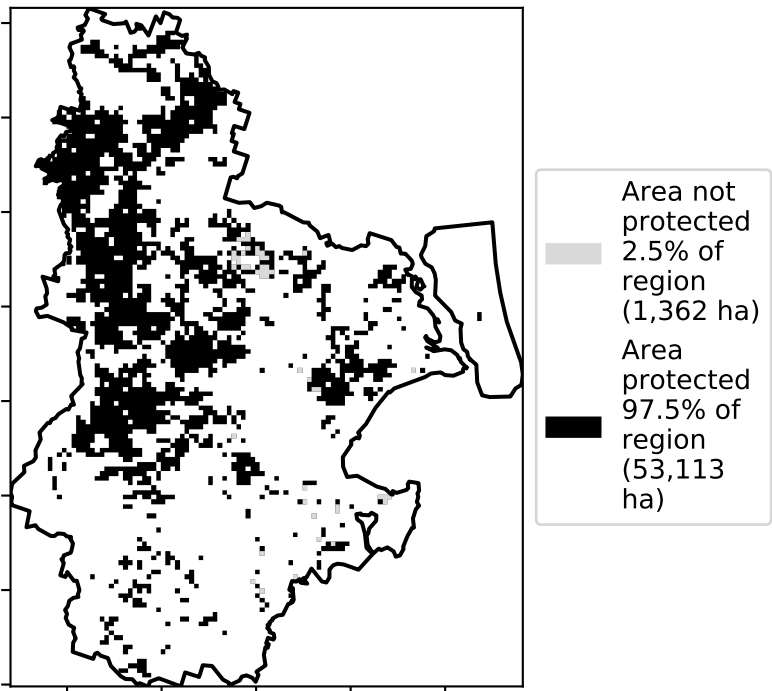 Area not
protected
2.5% of
region
(1,362 ha)
Area
protected
97.5% of
region
(53,113
ha)